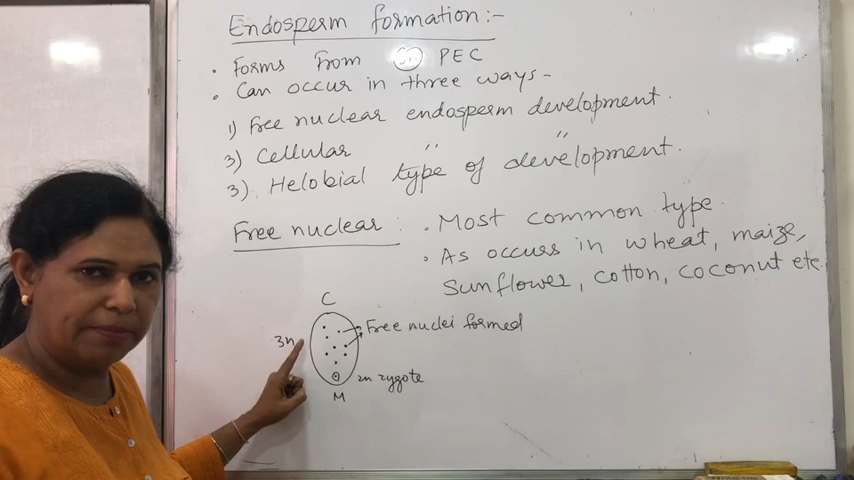 Endosperm formation:-
· Forms from 3n PEC
· Can occur in three ways -
1) Free nuclear endosperm development.
3) Cellular " "
3) Helobial type of development.
Free nuclear : · Most common type.
· As occurs in wheat, maize,
sunflower, cotton, coconut etc.
C
3n
Free nuclei formed
2n zygote
M